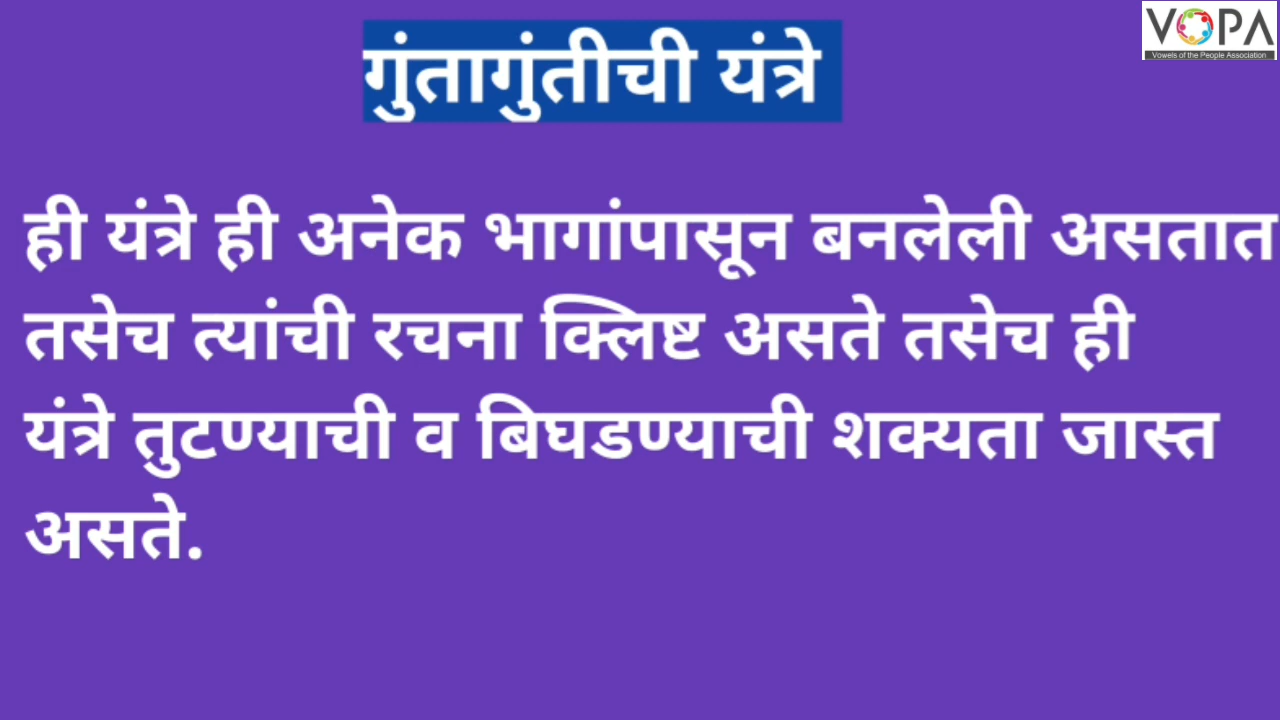 गुंतागुंतीची यंत्रे
VOPA
Vowels of the People Association
ही यंत्रे ही अनेक भागांपासून बनलेली असतात
तसेच त्यांची रचना क्लिष्ट असते तसेच ही
यंत्रे तुटण्याची व बिघडण्याची शक्यता जास्त
असते.